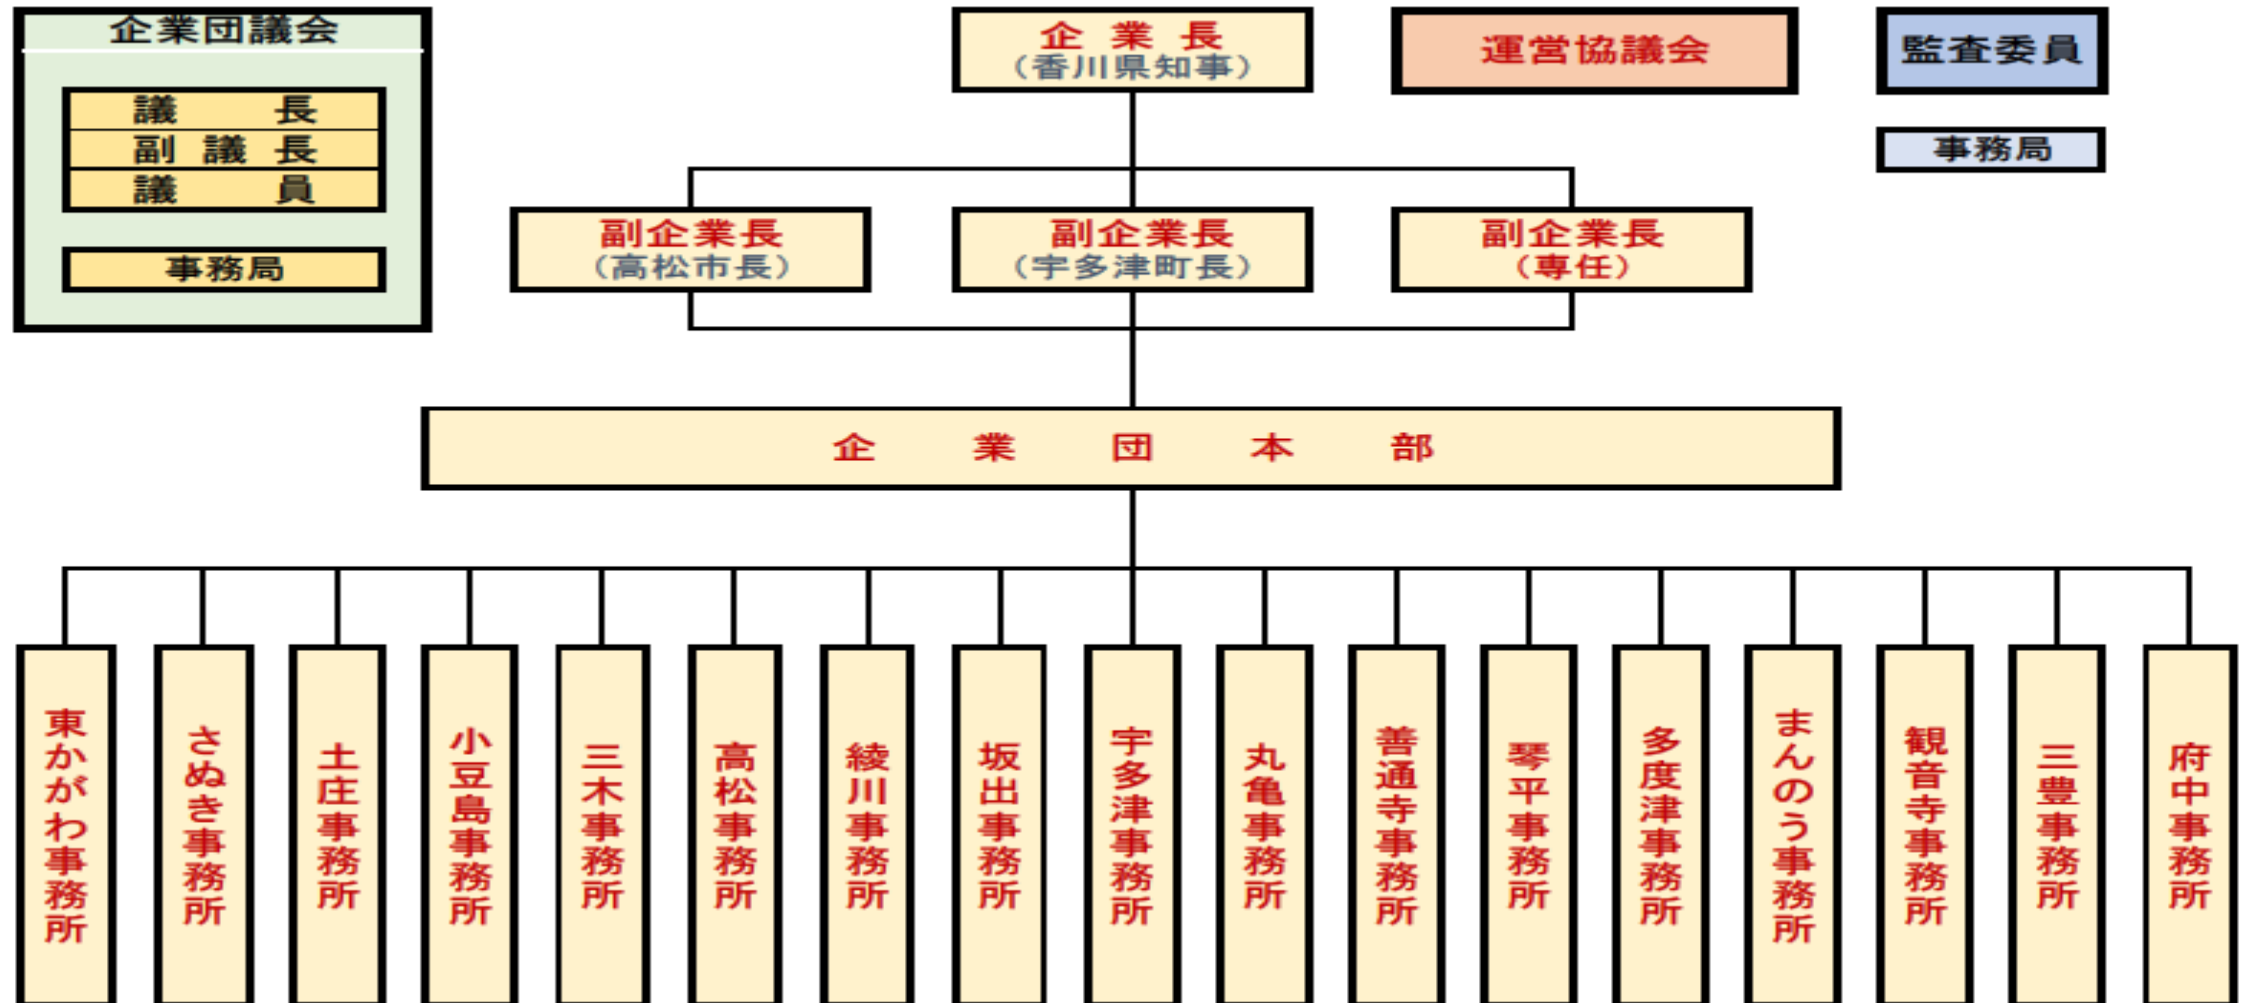 企業団議会
議長
副議長
議員
事務局
企業長
（香川県知事）
運営協議会
監査委員
事務局
副企業長
（高松市長）
副企業長
（宇多津町長）
副企業長
（専任）
企業団本部
東かがわ事務所
さぬき事務所
土庄事務所
小豆島事務所
三木事務所
高松事務所
綾川事務所
坂出事務所
宇多津事務所
丸亀事務所
善通寺事務所
琴平事務所
多度津事務所
まんのう事務所
観音寺事務所
三豊事務所
府中事務所